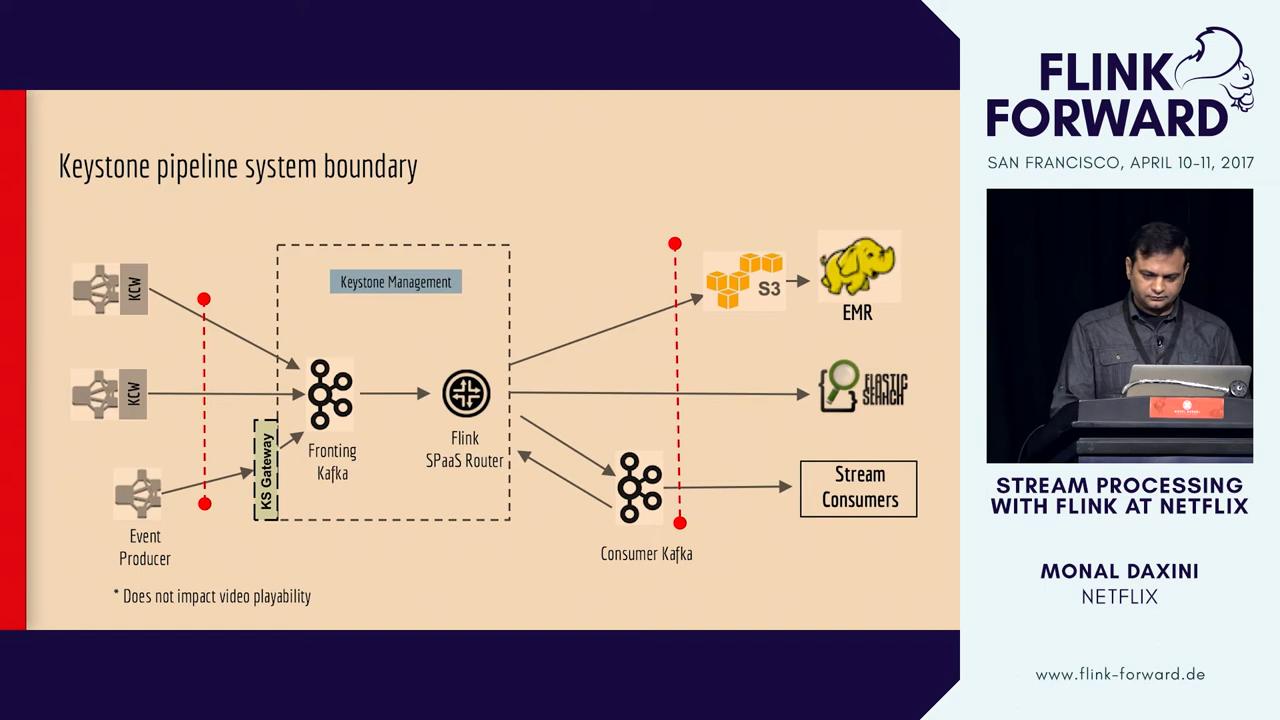 Keystone pipeline system boundary
KCW
Keystone Management
S3
EMR
KCW
Fronting
Kafka
Flink
SPaaS Router
ELASTIC
SEARCH
KS Gateway
Event
Producer
Consumer Kafka
Stream
Consumers
* Does not impact video playability
FLINK
FORWARD
SAN FRANCISCO, APRIL 10-11, 2017
STREAM PROCESSING
WITH FLINK AT NETFLIX
MONAL DAXINI
NETFLIX
www.flink-forward.de